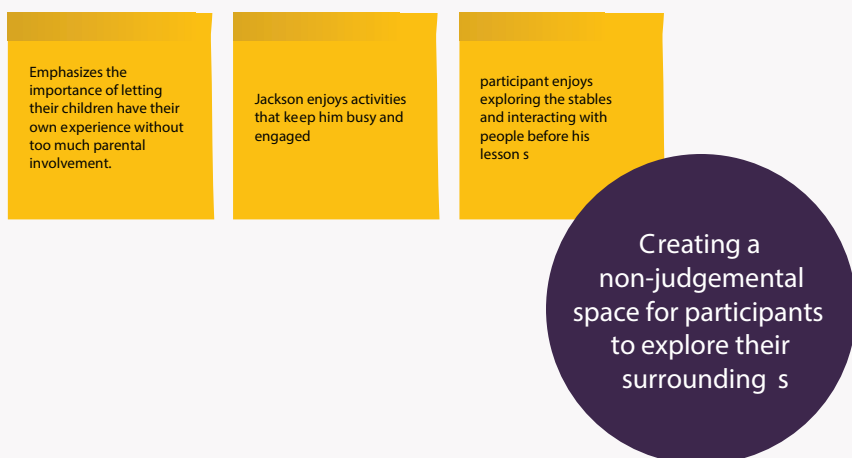 Emphasizes the
importance of letting
their children have their
own experience without
too much parental
involvement.
Jackson enjoys activities
that keep him busy and
engaged
participant enjoys
exploring the stables
and interacting with
people before his
lesson s
Creating a
non-judgemental
space for participants
to explore their
surrounding s